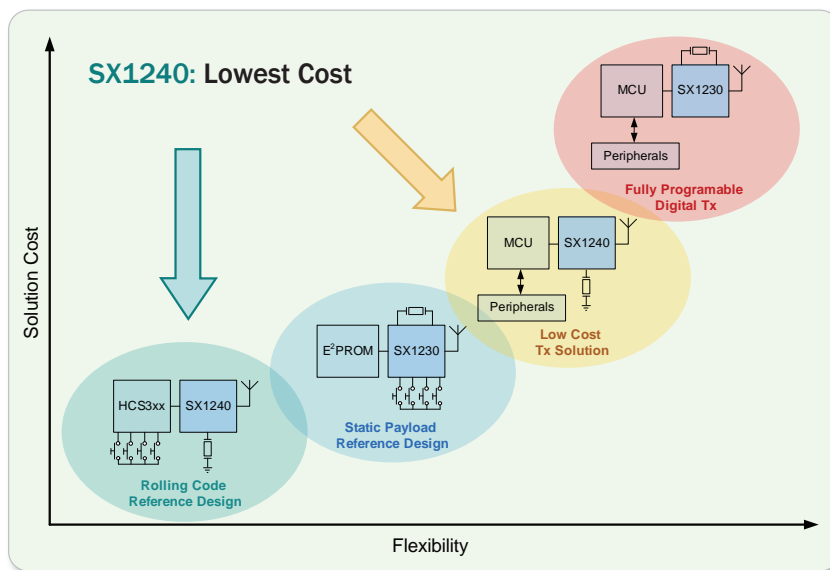 SX1240: Lowest Cost
MCU
SX1230
Peripherals
Fully Programable
Digital Tx
MCU
SX1240
Peripherals
Low Cost
Tx Solution
E²PROM
SX1230
Static Payload
Reference Design
HCS3xx
SX1240
Rolling Code
Reference Design
Solution Cost
Flexibility